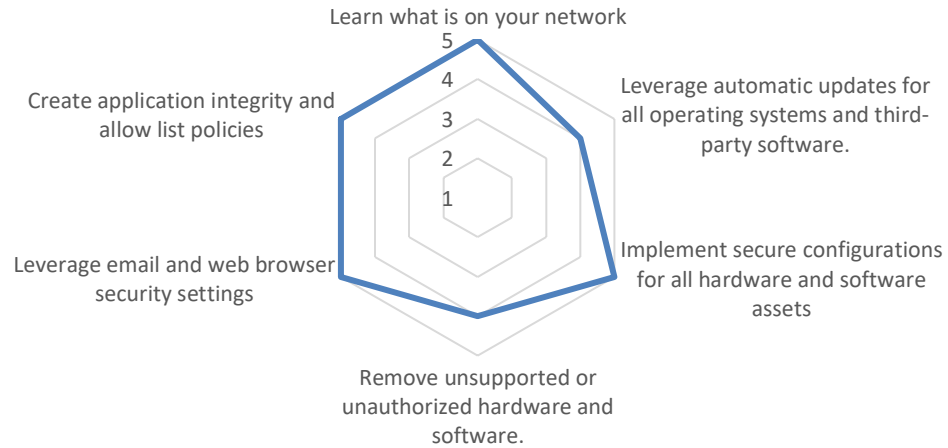 Learn what is on your network
5
4
3
2
1
Leverage automatic updates for
all operating systems and third-
party software.
Implement secure configurations
for all hardware and software
assets
Remove unsupported or
unauthorized hardware and
software.
Leverage email and web browser
security settings
Create application integrity and
allow list policies